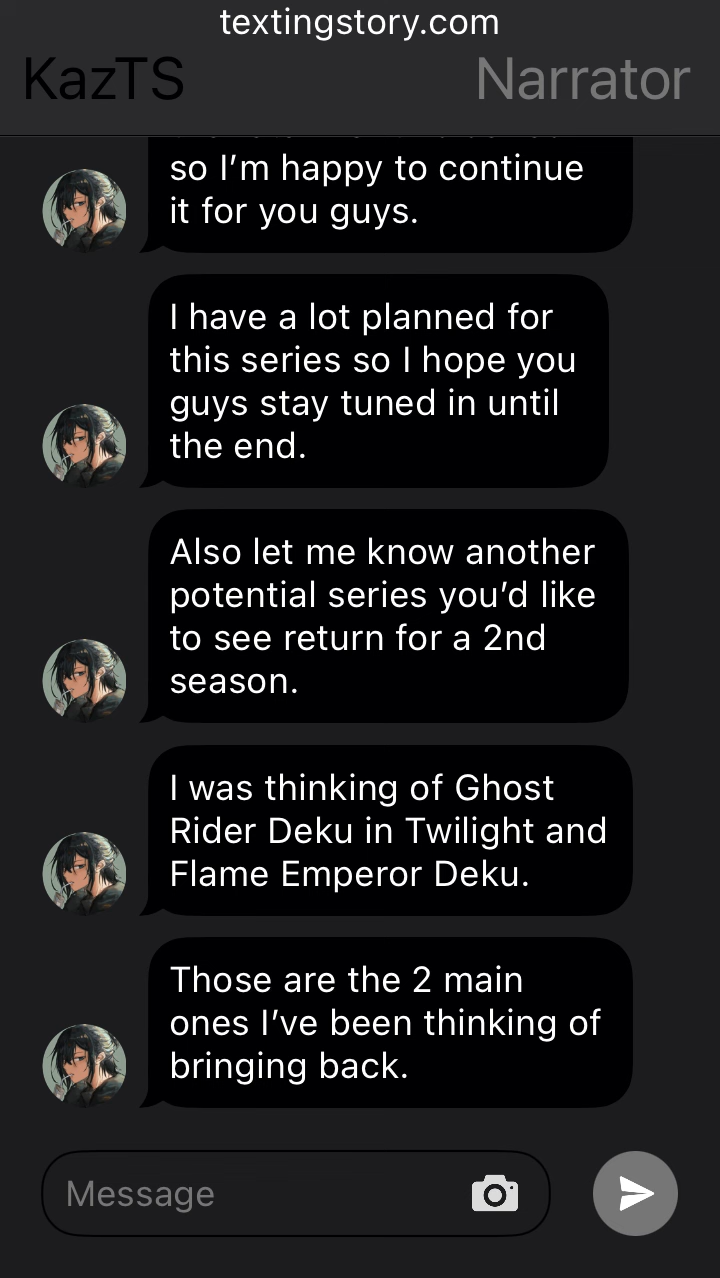 textingstory.com
KazTS
Narrator
so I’m happy to continue
it for you guys.
I have a lot planned for
this series so I hope you
guys stay tuned in until
the end.
Also let me know another
potential series you’d like
to see return for a 2nd
season.
I was thinking of Ghost
Rider Deku in Twilight and
Flame Emperor Deku.
Those are the 2 main
ones I’ve been thinking of
bringing back.
Message